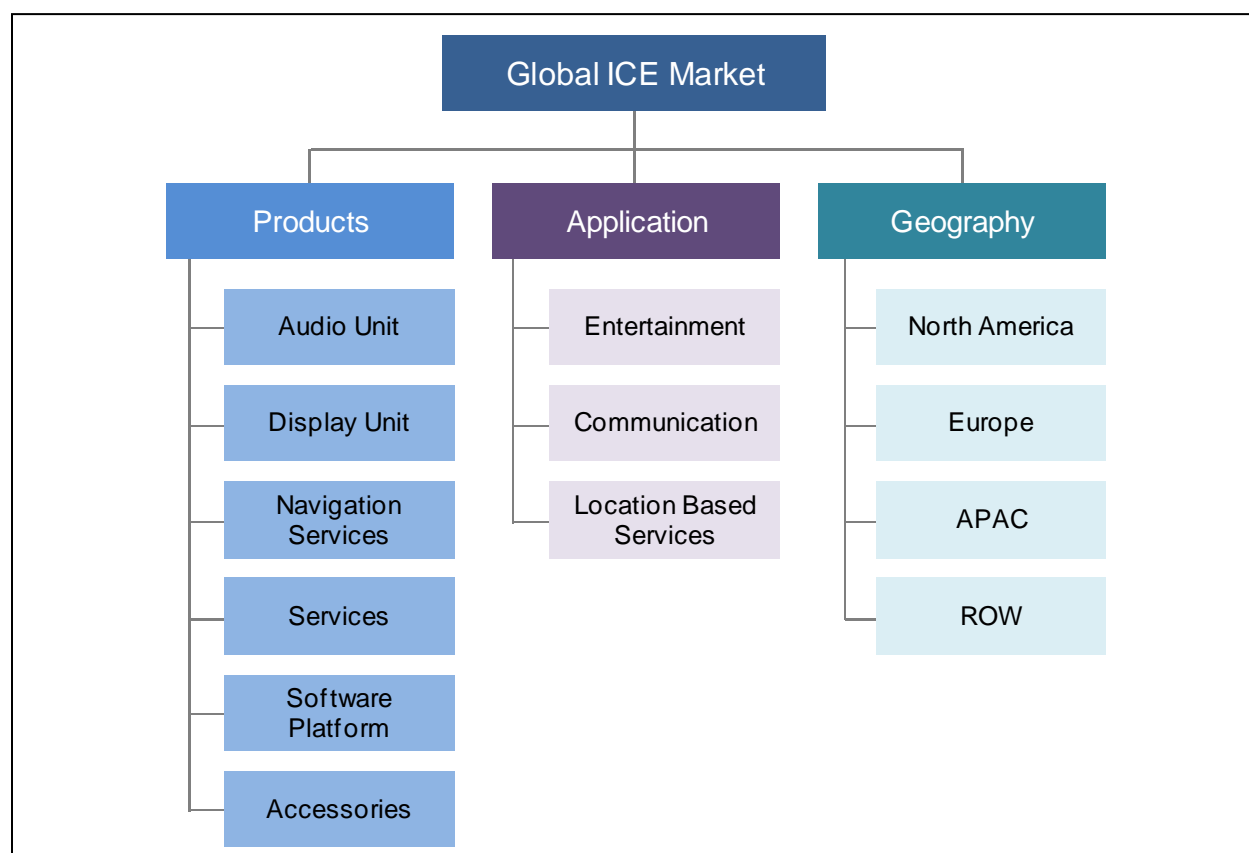 Global ICE Market
Products
Application
Geography
Audio Unit
Display Unit
Navigation
Services
Services
Software
Platform
Accessories
Entertainment
Communication
Location Based
Services
North America
Europe
APAC
ROW